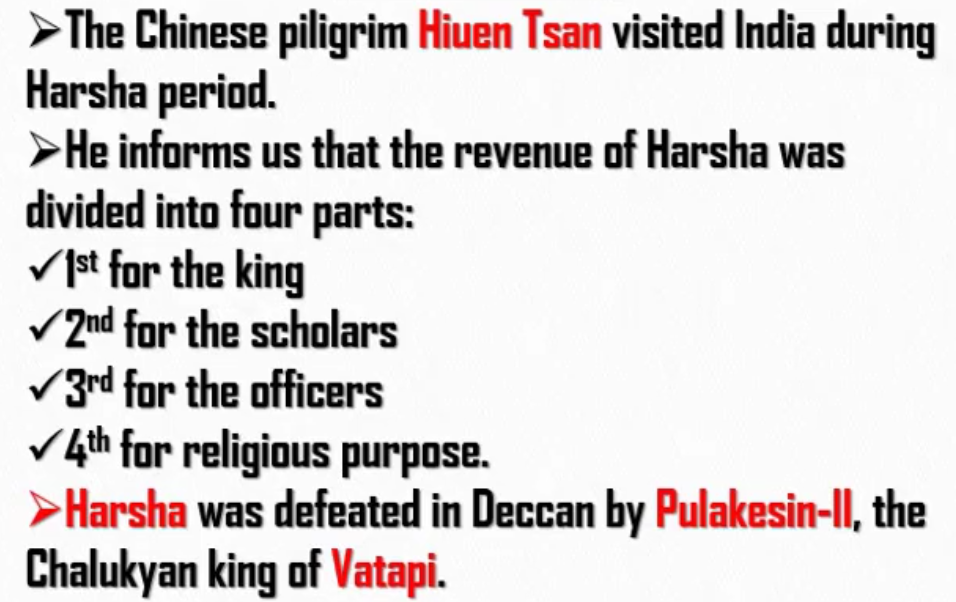 ➢The Chinese piligrim Hiuen Tsan visited India during
Harsha period.
➢He informs us that the revenue of Harsha was
divided into four parts:
✓1st for the king
✓2nd for the scholars
✓3rd for the officers
✓4th for religious purpose.
➢Harsha was defeated in Deccan by Pulakesin-II, the
Chalukyan king of Vatapi.